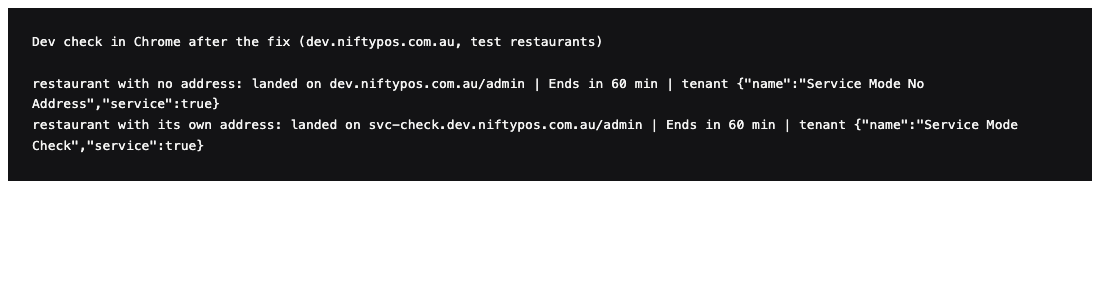 Dev check in Chrome after the fix (dev.niftypos.com.au, test restaurants)
restaurant with no address: landed on dev.niftypos.com.au/admin | Ends in 60 min | tenant {"name":"Service Mode No
Address","service":true}
restaurant with its own address: landed on svc-check.dev.niftypos.com.au/admin | Ends in 60 min | tenant {"name":"Service Mode
Check","service":true}